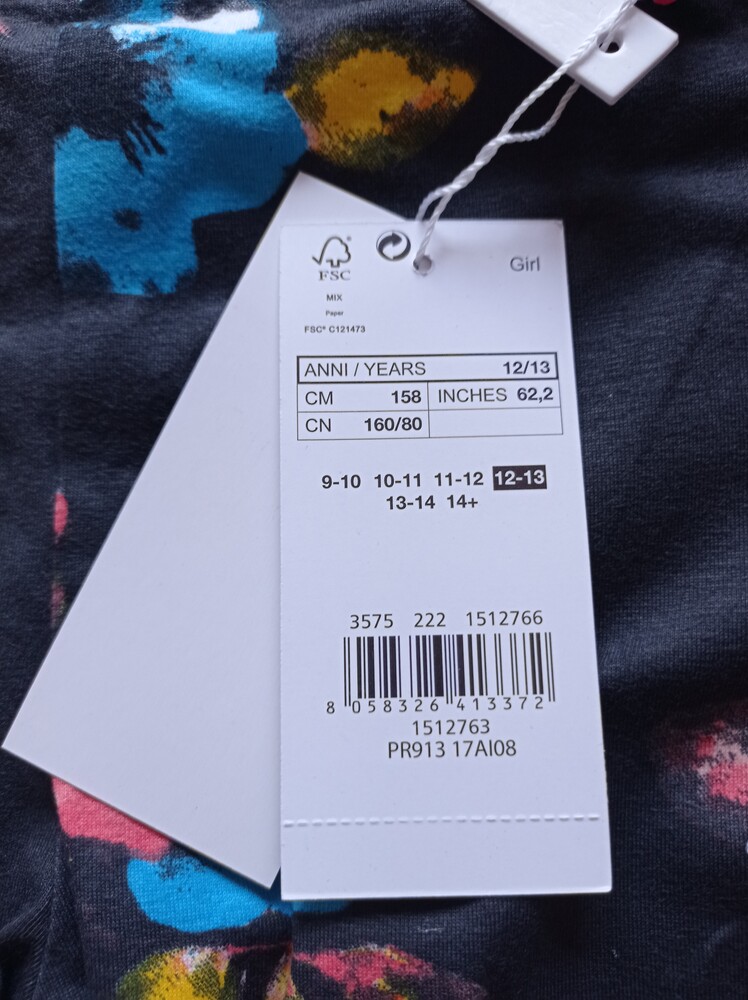 FSC®
Girl
MIX
Paper
FSC® C121473
ANNI / YEARS 12/13
CM 158 INCHES 62,2
CN 160/80
9-10 10-11 11-12 12-13
13-14 14+
3575 222 1512766
8 058326 413372
1512763
PR913 17AI08